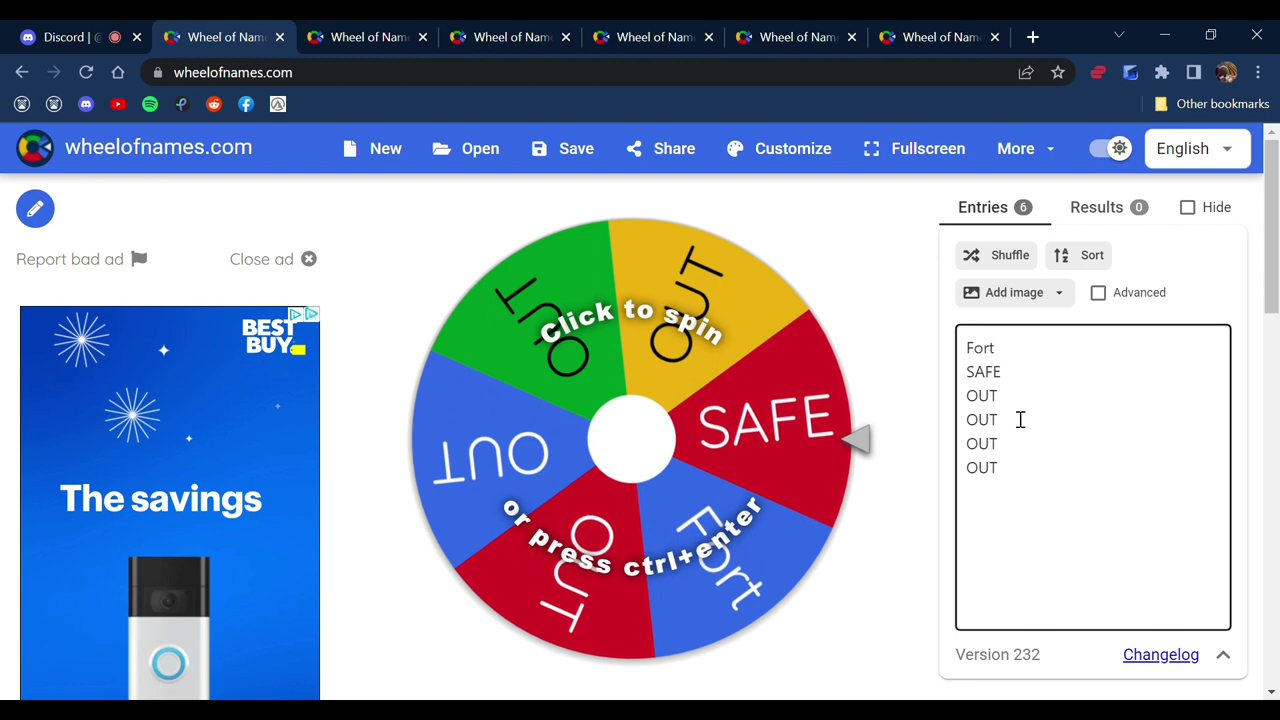 Discord | @
Wheel of Nam
Wheel of Nam
Wheel of Nam
Wheel of Nam
Wheel of Nam
Wheel of Nam
wheelofnames.com
Other bookmarks
wheelofnames.com
New
Open
Save
Share
Customize
Fullscreen
More
English
Report bad ad
Close ad
BEST
BUY
The savings
OUT
OUT
SAFE
Fort
OUT
OUT
Click to spin
or press ctrl+enter
Entries 6
Results 0
Hide
Shuffle
Sort
Add image
Advanced
Fort
SAFE
OUT
OUT
OUT
OUT
Version 232
Changelog